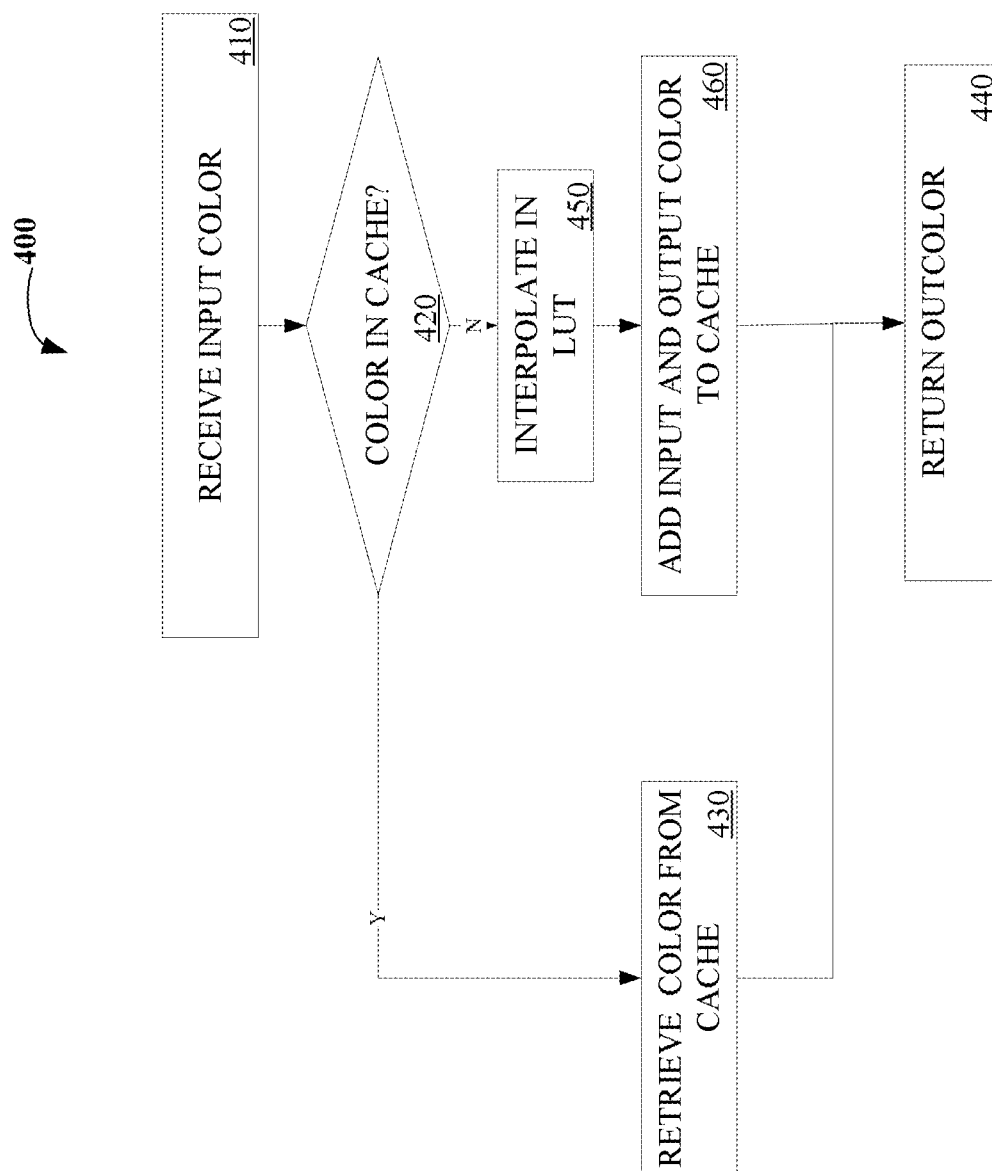 400
RECEIVE INPUT COLOR
410
COLOR IN CACHE?
420
Y
N
INTERPOLATE IN
LUT
450
RETRIEVE COLOR FROM
CACHE
430
ADD INPUT AND OUTPUT COLOR
TO CACHE
460
RETURN OUTCOLOR
440